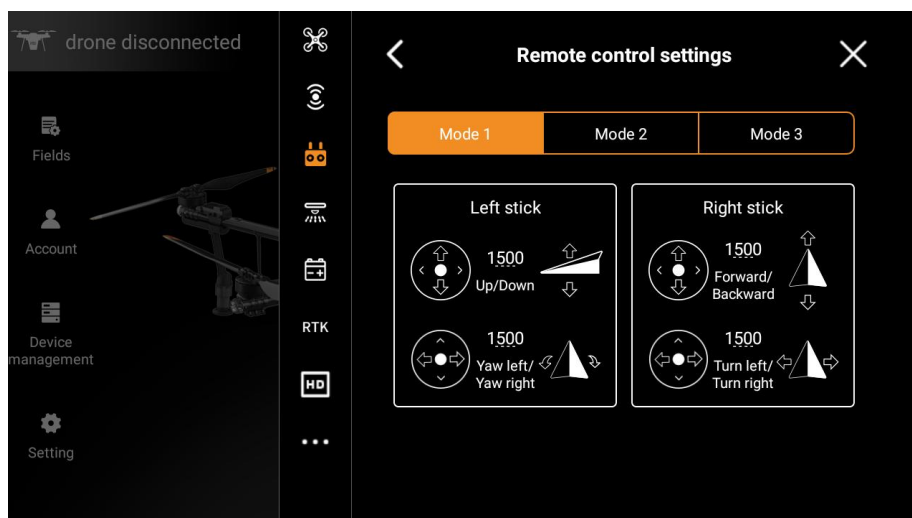 drone disconnected
Fields
Account
Device
management
Setting
RTK
HD
Remote control settings
Mode 1
Mode 2
Mode 3
Left stick
1500
Up/Down
1500
Yaw left/
Yaw right
Right stick
1500
Forward/
Backward
1500
Turn left/
Turn right